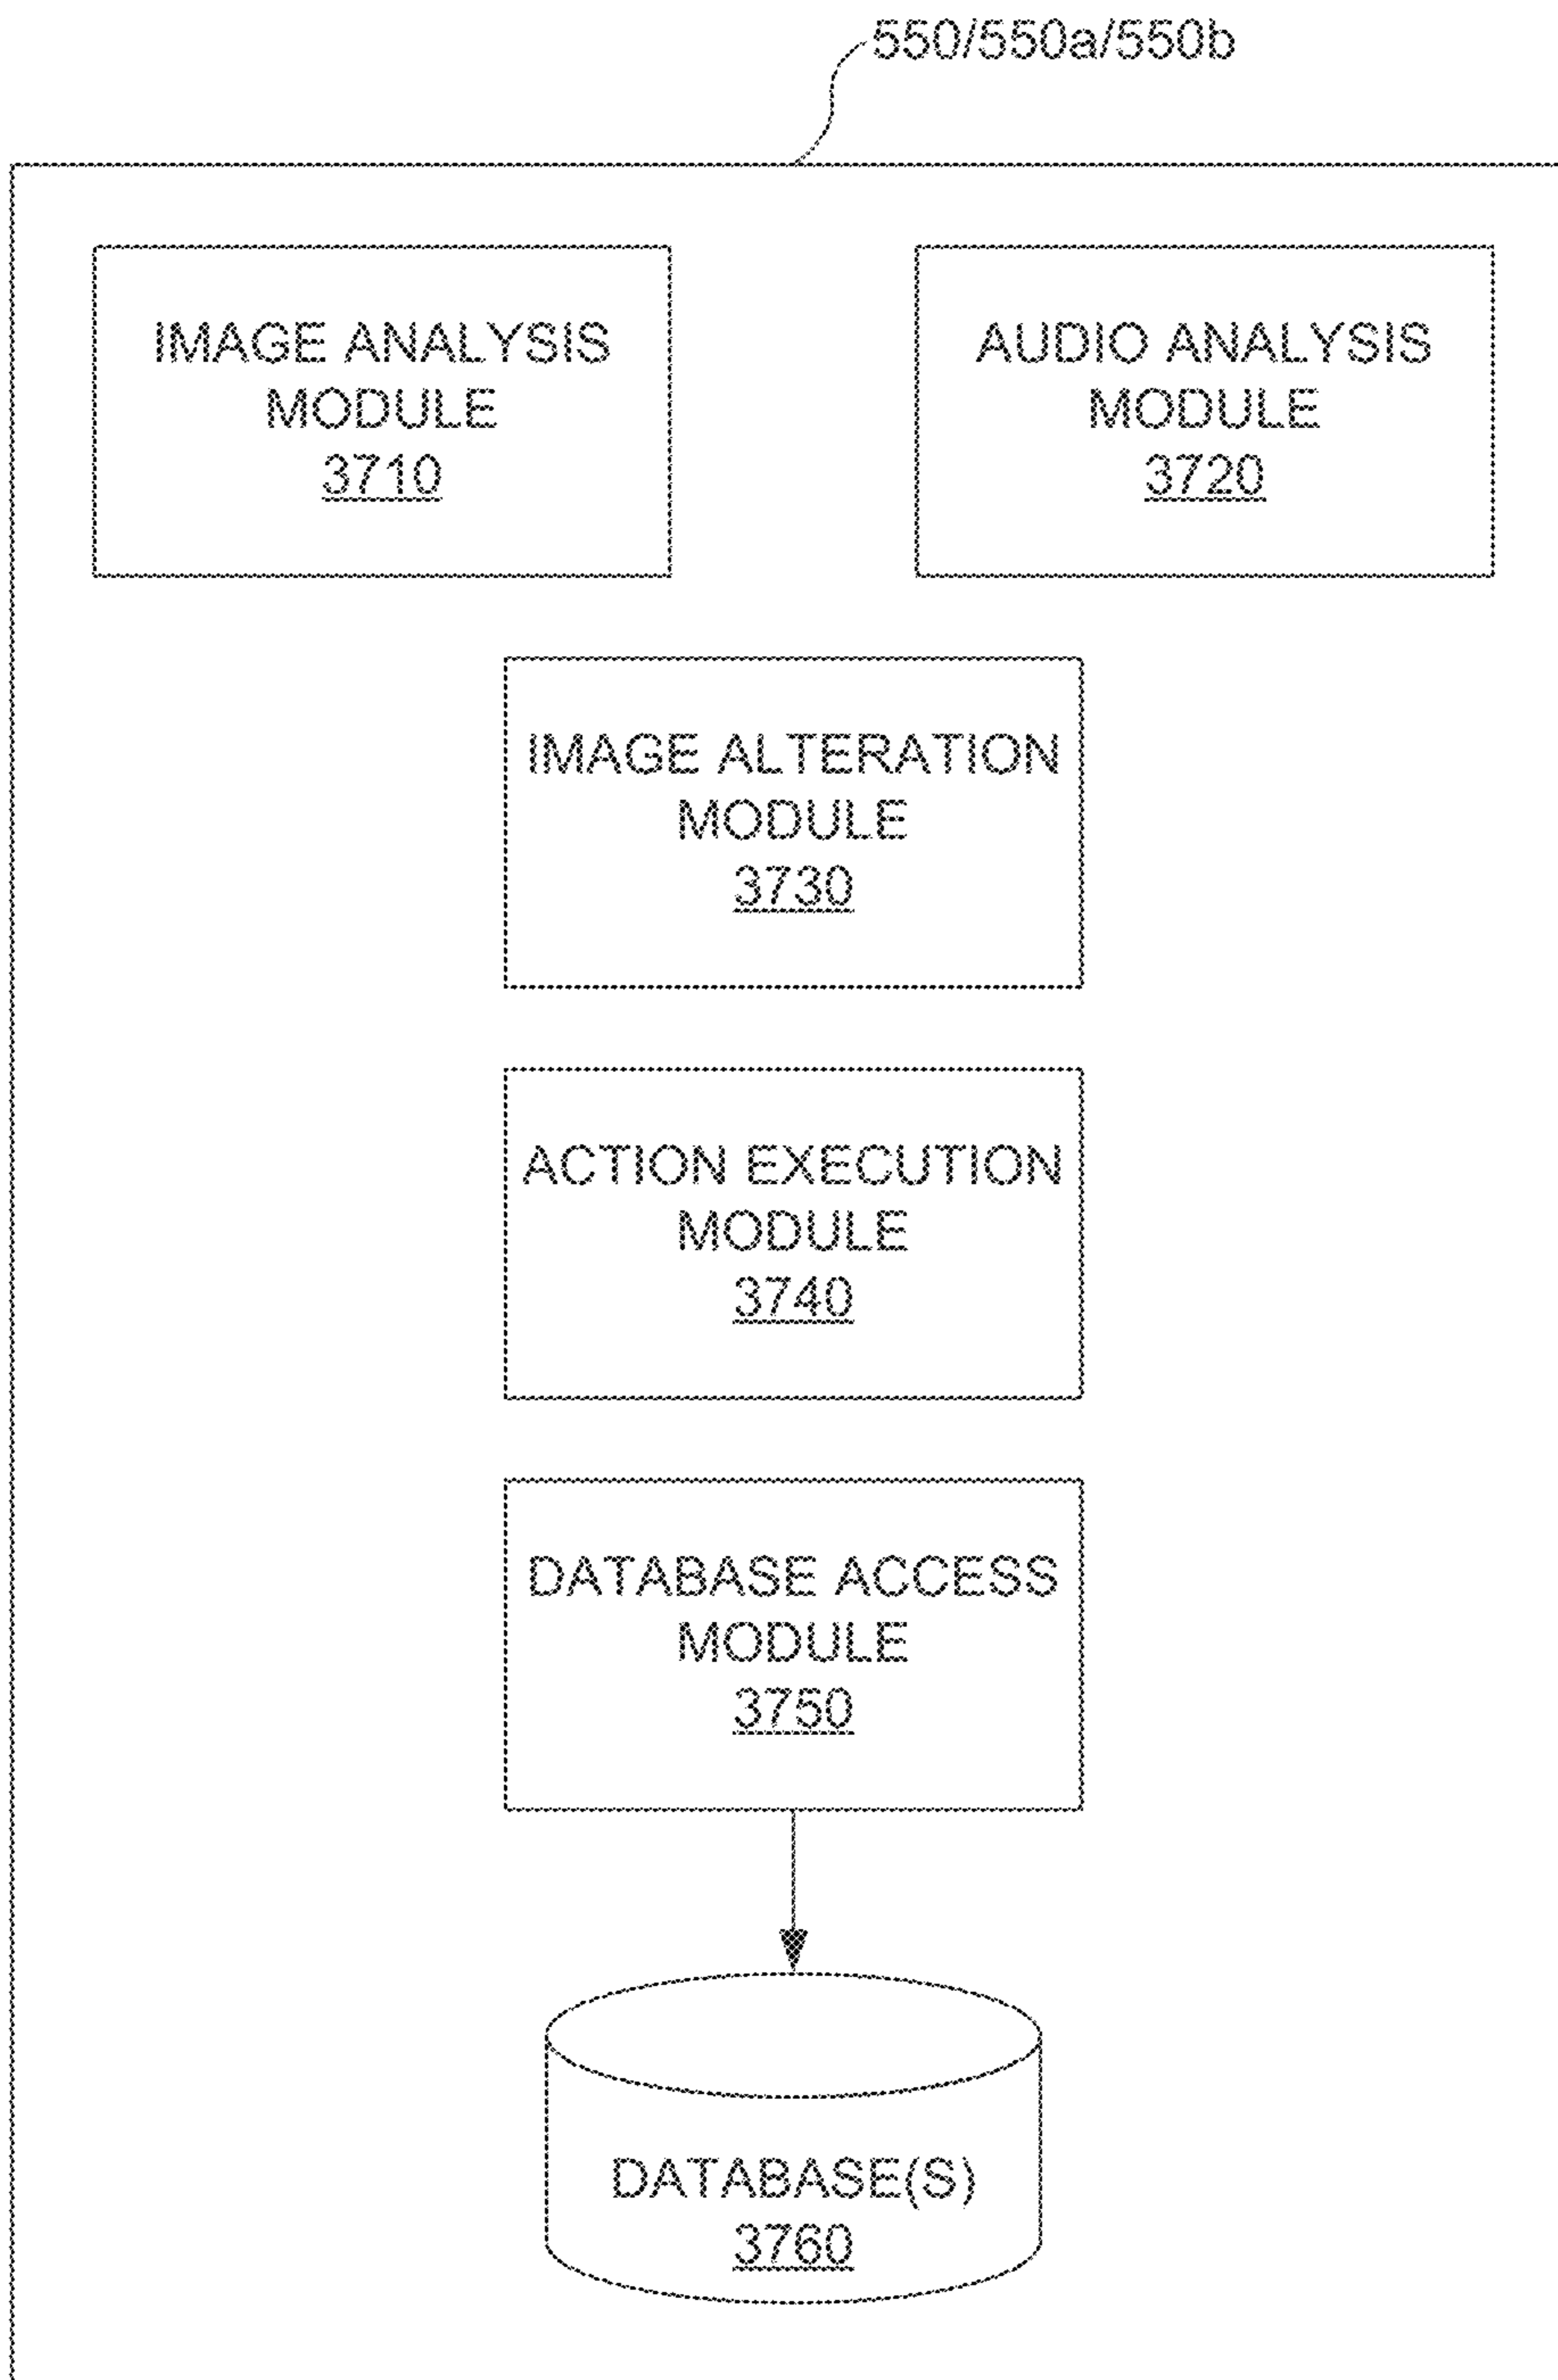 550/550a/550b
IMAGE ANALYSIS
MODULE
3710
AUDIO ANALYSIS
MODULE
3720
IMAGE ALTERATION
MODULE
3730
ACTION EXECUTION
MODULE
3740
DATABASE ACCESS
MODULE
3750
DATABASE(S)
3760